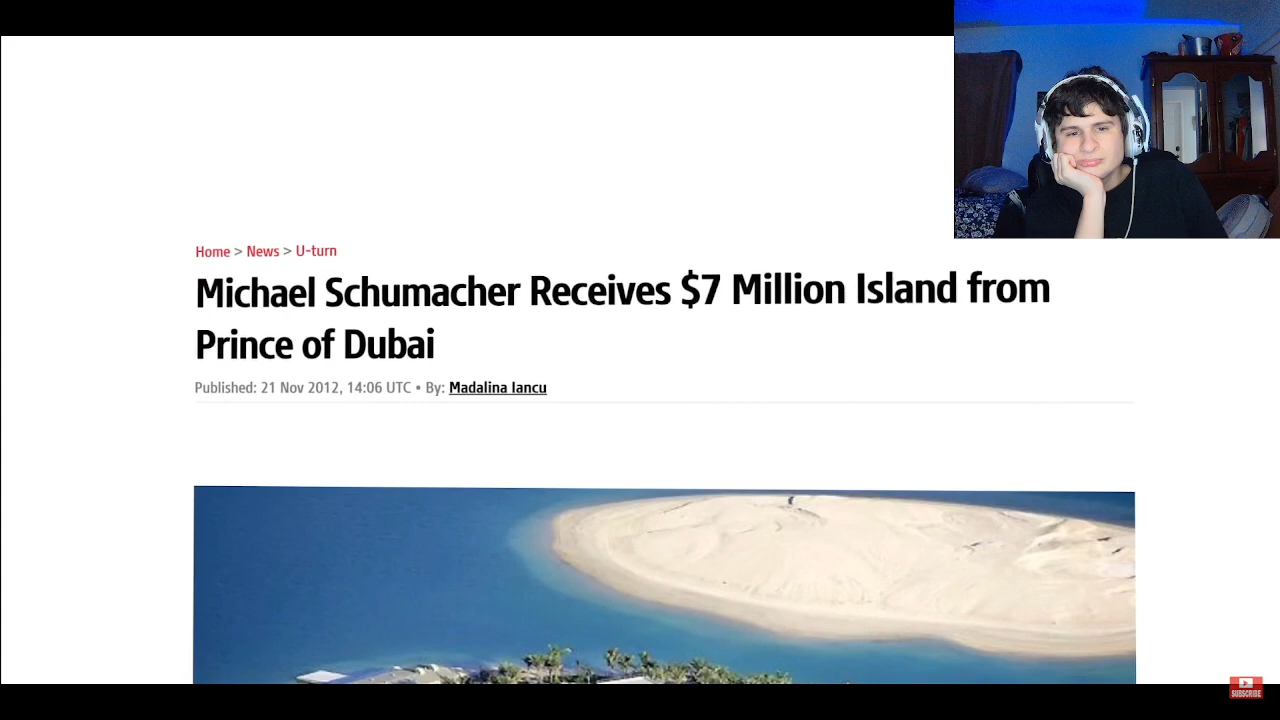 Home > News > U-turn
Michael Schumacher Receives $7 Million Island from
Prince of Dubai
Published: 21 Nov 2012, 14:06 UTC • By: Madalina Iancu
SUBSCRIBE